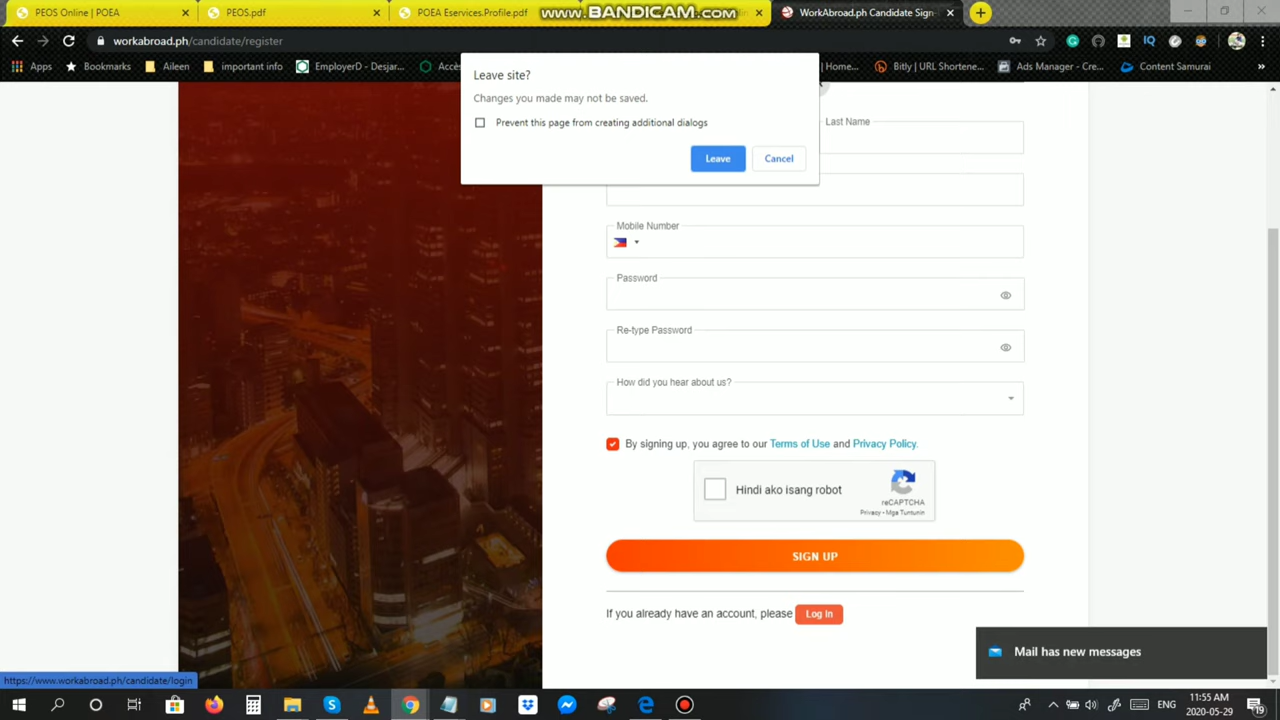 PEOS Online | POEA
PEOS.pdf
POEA Eservices.Profile.pdf
www.BANDICAM.com
WorkAbroad.ph Candidate Sign-
workabroad.ph/candidate/register
Apps
Bookmarks
Aileen
important info
EmployerD - Desjar...
Accès
Home...
Bitly | URL Shortene...
Ads Manager - Cre...
Content Samurai
Leave site?
Changes you made may not be saved.
Prevent this page from creating additional dialogs
Leave
Cancel
Last Name
Mobile Number
Password
Re-type Password
How did you hear about us?
By signing up, you agree to our Terms of Use and Privacy Policy.
Hindi ako isang robot
reCAPTCHA
Privacy - Mga Tuntunin
SIGN UP
If you already have an account, please Log in
Mail has new messages
https://www.workabroad.ph/candidate/login
ENG
11:55 AM
2020-05-29
19